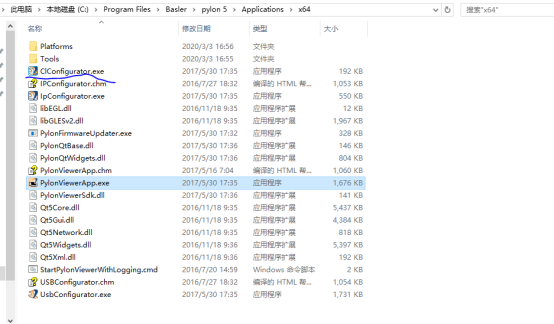 此电脑 › 本地磁盘 (C:) › Program Files › Basler › pylon 5 › Applications › x64 搜索"x64"
名称 修改日期 类型 大小
Platforms 2020/3/3 16:56 文件夹
Tools 2020/3/3 16:55 文件夹
ClConfigurator.exe 2017/5/30 17:35 应用程序 192 KB
IPConfigurator.chm 2016/7/27 18:32 编译的 HTML 帮... 1,053 KB
IpConfigurator.exe 2017/5/30 17:35 应用程序 550 KB
libEGL.dll 2016/11/18 9:35 应用程序扩展 12 KB
libGLESv2.dll 2016/11/18 9:35 应用程序扩展 1,967 KB
PylonFirmwareUpdater.exe 2017/5/30 17:32 应用程序 328 KB
PylonQtBase.dll 2017/5/30 17:36 应用程序扩展 146 KB
PylonQtWidgets.dll 2017/5/30 17:36 应用程序扩展 804 KB
PylonViewerApp.chm 2017/5/16 7:04 编译的 HTML 帮... 1,060 KB
PylonViewerApp.exe 2017/5/30 17:35 应用程序 1,676 KB
PylonViewerSdk.dll 2017/5/30 17:36 应用程序扩展 141 KB
Qt5Core.dll 2016/11/18 9:35 应用程序扩展 5,437 KB
Qt5Gui.dll 2016/11/18 9:35 应用程序扩展 4,384 KB
Qt5Network.dll 2016/11/18 9:35 应用程序扩展 818 KB
Qt5Widgets.dll 2016/11/18 9:36 应用程序扩展 5,397 KB
Qt5Xml.dll 2016/11/18 9:36 应用程序扩展 192 KB
StartPylonViewerWithLogging.cmd 2016/7/20 14:59 Windows 命令脚本 2 KB
USBConfigurator.chm 2016/7/27 18:32 编译的 HTML 帮... 1,054 KB
UsbConfigurator.exe 2017/5/30 17:35 应用程序 1,731 KB